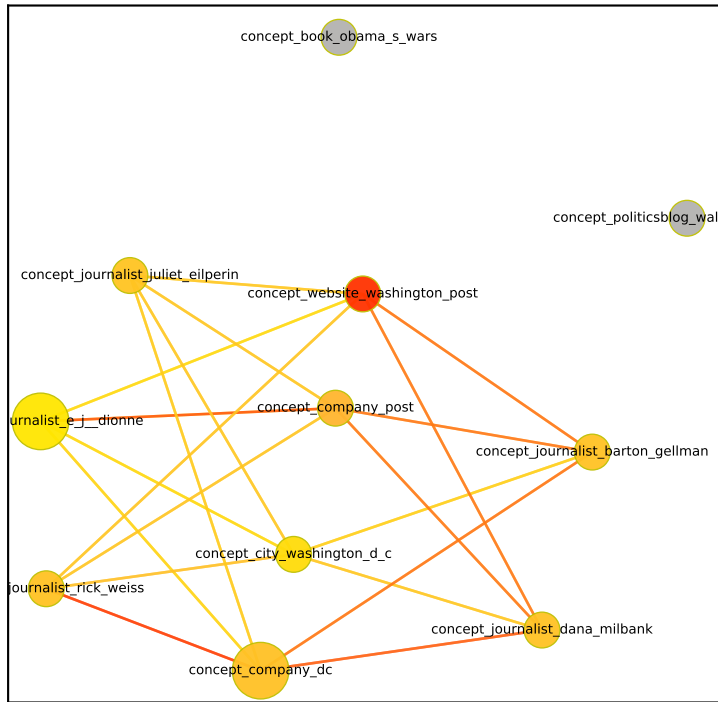 concept_book_obama_s_wars
concept_politicsblog_wal
concept_journalist_juliet_eilperin
concept_website_washington_post
concept_company_post
urnalist_e_j__dionne
concept_journalist_barton_gellman
concept_city_washington_d_c
journalist_rick_weiss
concept_journalist_dana_milbank
concept_company_dc